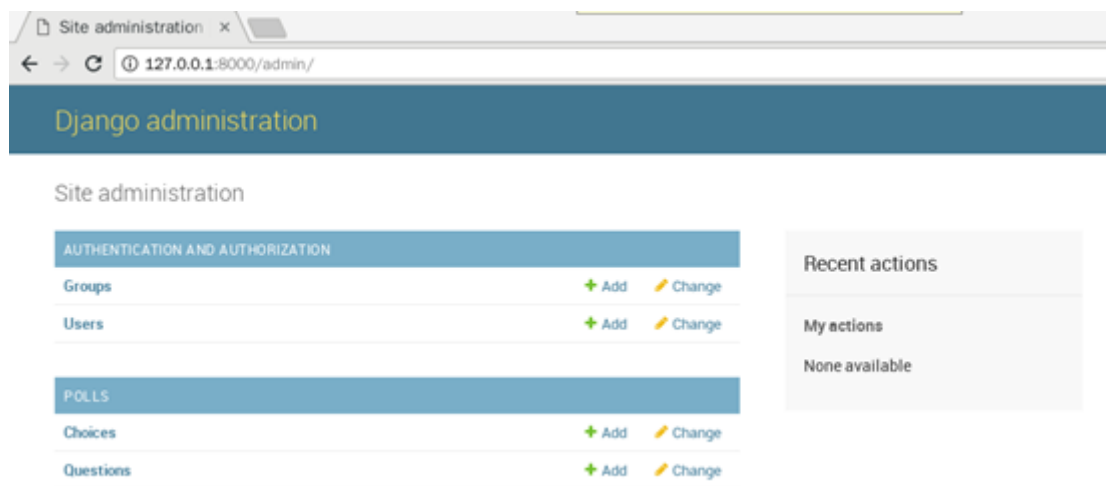 Site administration
127.0.0.1:8000/admin/
Django administration
Site administration
AUTHENTICATION AND AUTHORIZATION
Groups Add Change
Users Add Change
Recent actions
My actions
None available
POLLS
Choices Add Change
Questions Add Change